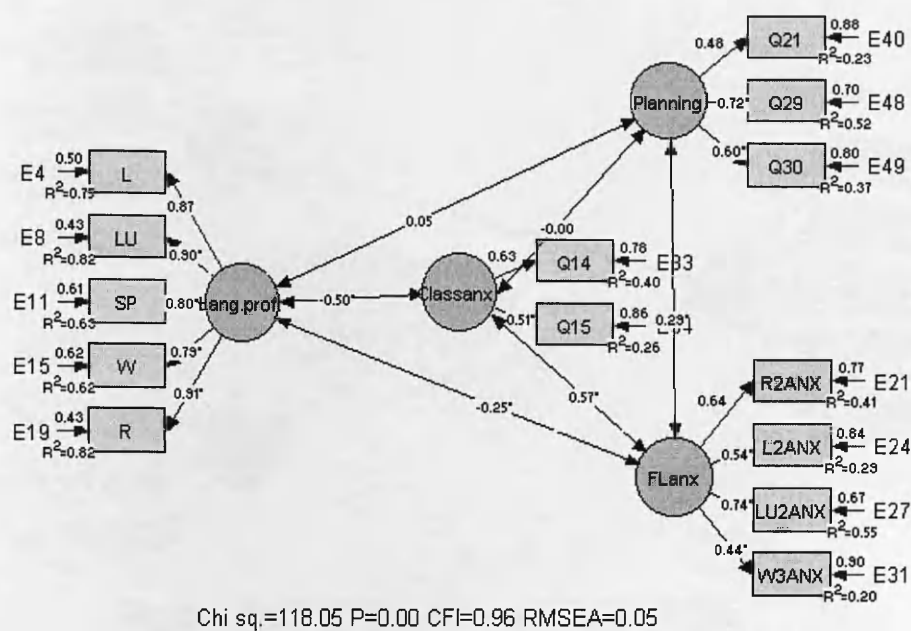 0.88
Q21
E40
R²=0.23
0.48
Planning
0.70
0.72*
Q29
E48
R²=0.52
0.80
0.60*
Q30
E49
R²=0.37
0.50
E4
L
R²=0.75
0.87
0.43
E8
LU
R²=0.82
0.90*
0.61
E11
SP
R²=0.63
0.80*
Lang.prof
0.62
E15
W
R²=0.62
0.79*
0.43
E19
R
R²=0.82
0.91*
0.05
-0.00
-0.50*
Classanx
0.63
Q14
0.78
R²=0.40
0.51*
Q15
0.86
R²=0.26
0.29*
0.57*
-0.25*
FLanx
0.64
R2ANX
0.77
E21
R²=0.41
0.54*
L2ANX
E24
0.74*
LU2ANX
0.67
E27
R²=0.55
0.44*
W3ANX
0.90
E31
R²=0.20
Chi sq.=118.05 P=0.00 CFI=0.96 RMSEA=0.05